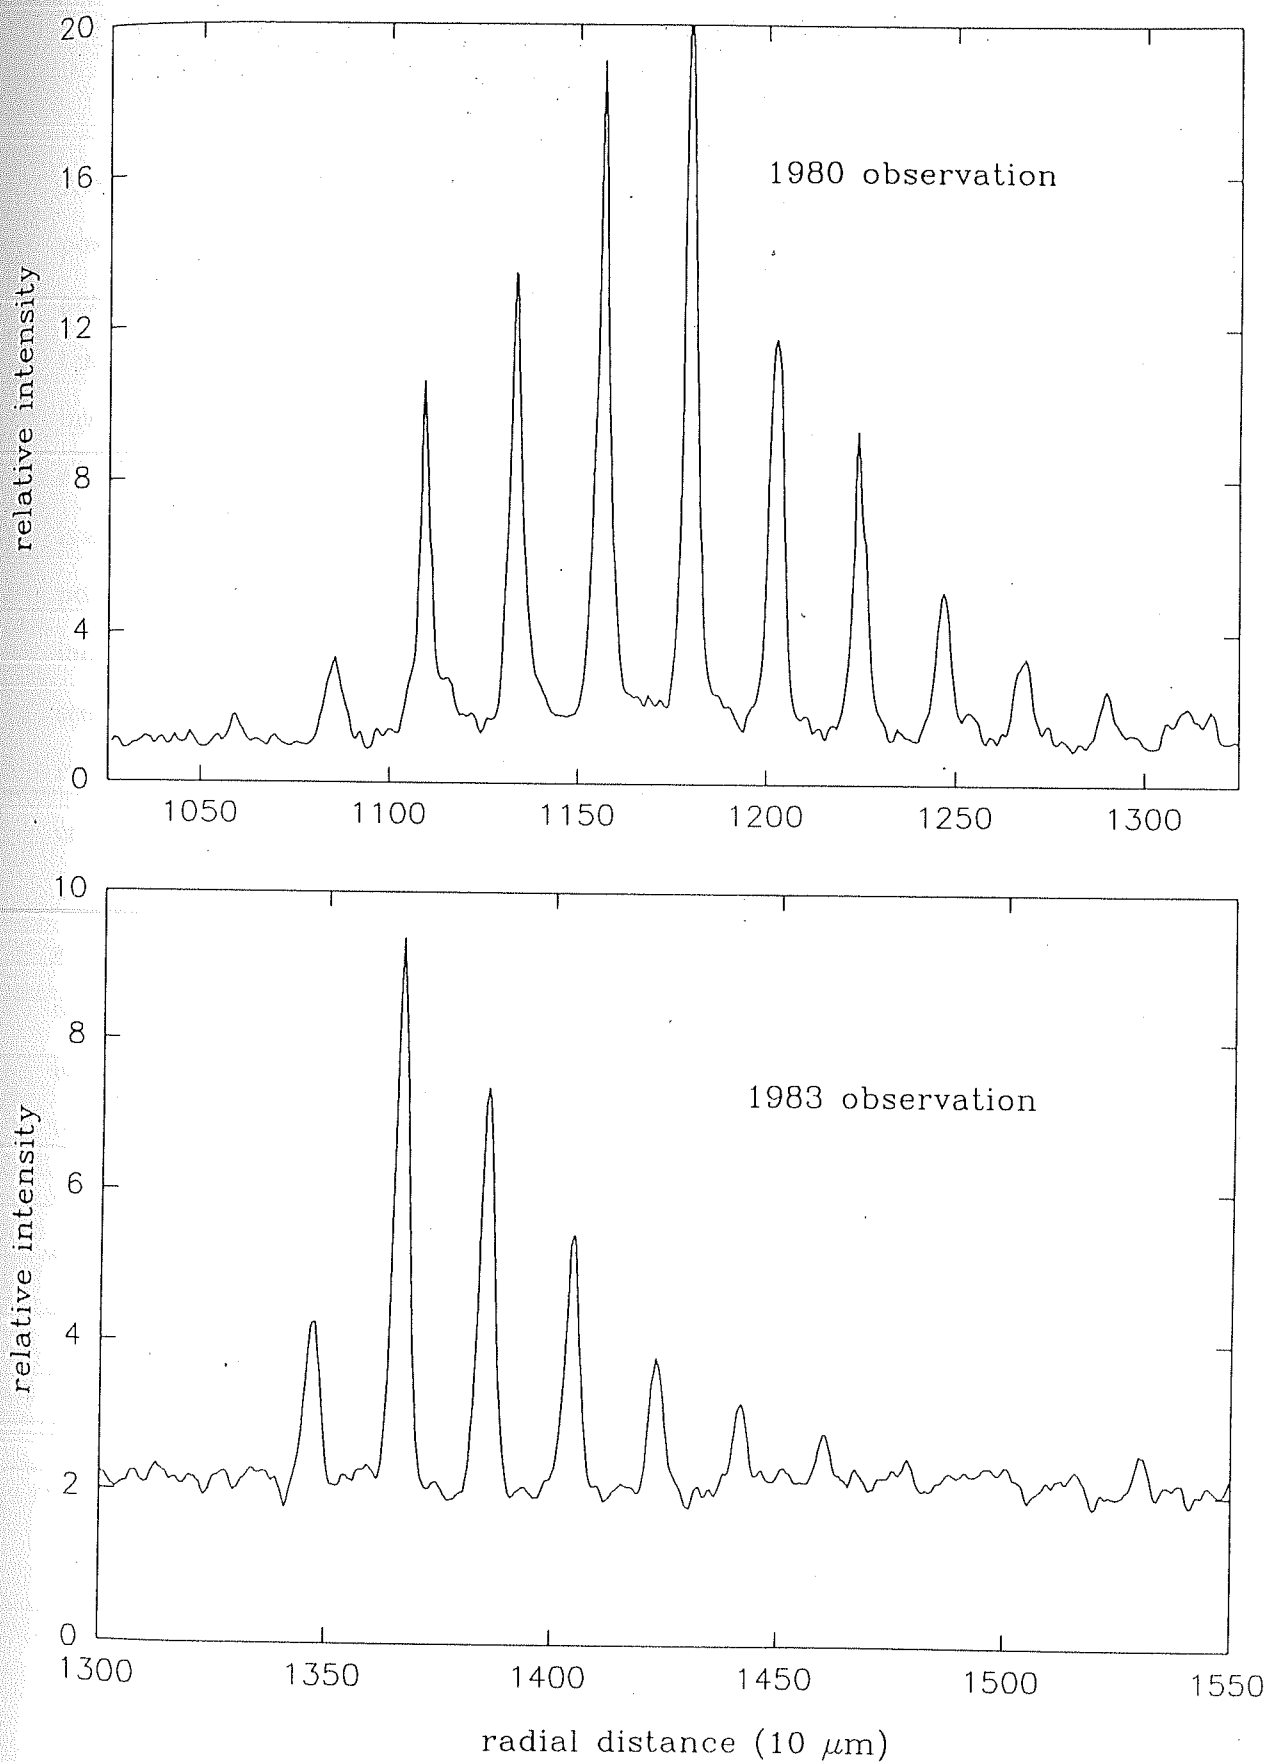 20
16
12
8
4
0
relative intensity
1980 observation
1050 1100 1150 1200 1250 1300
10
8
6
4
2
0
relative intensity
1983 observation
1300 1350 1400 1450 1500 1550
radial distance (10 μm)